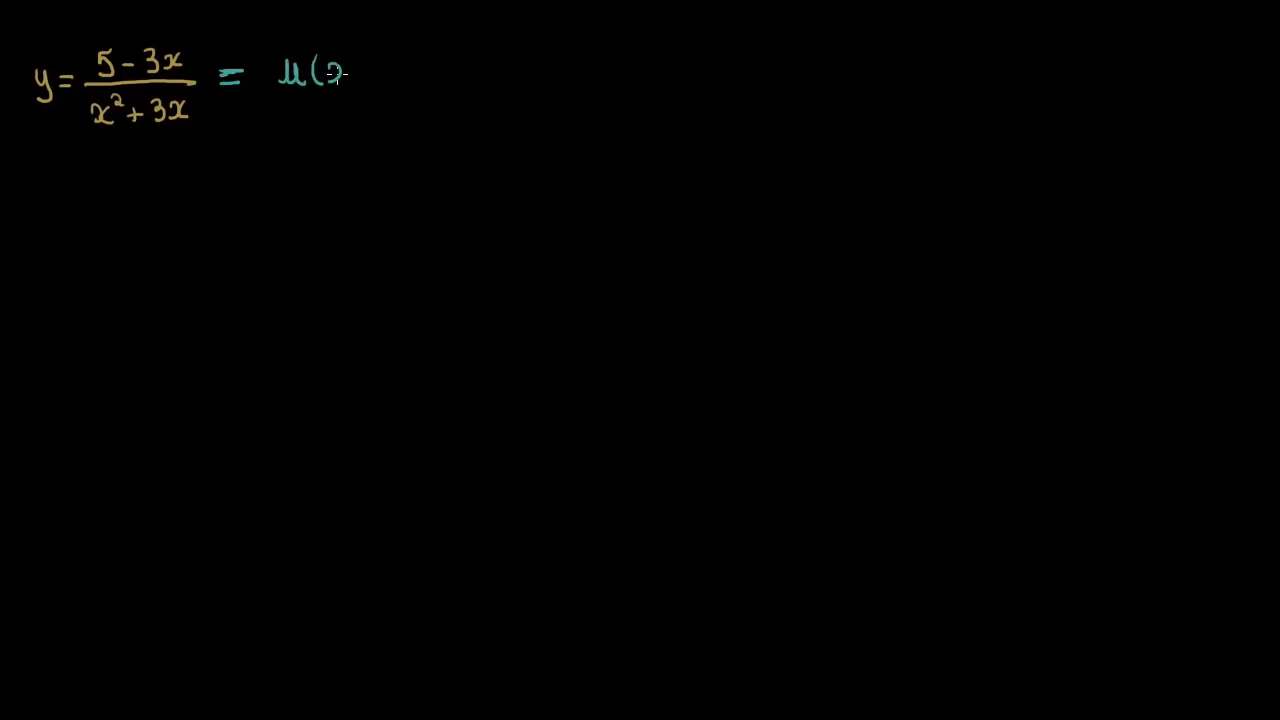 y = 5 - 3x / x² + 3x = u(x